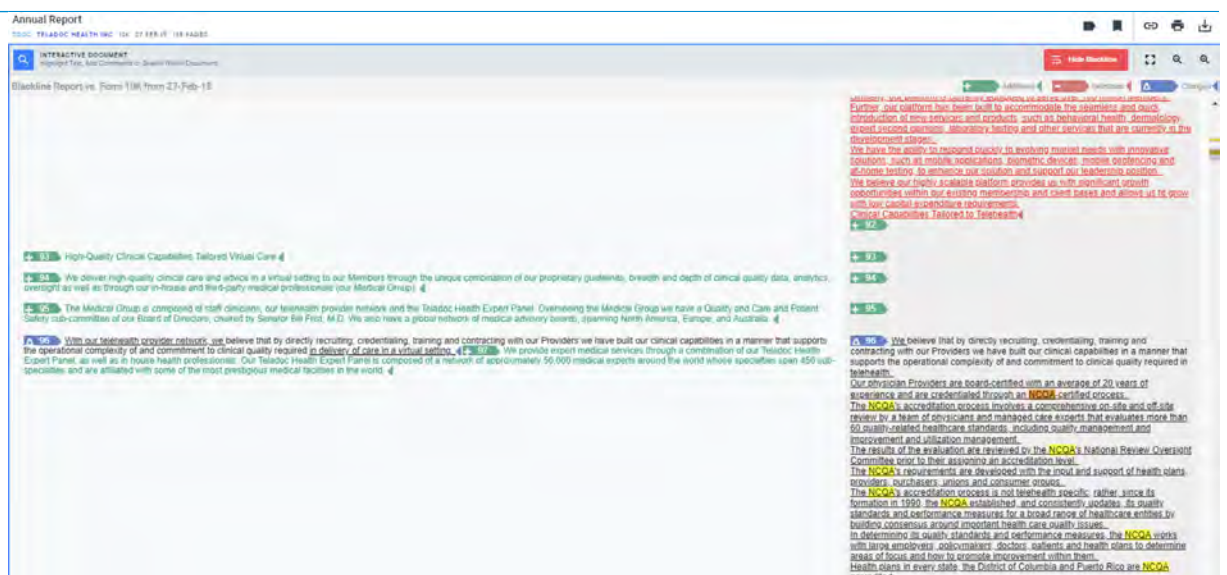 Annual Report
TDOC TELADOC HEALTH INC 10K 27 FEB 19 158 PAGES
INTERACTIVE DOCUMENT
Highlight Text, Add Comments or Search Within Document
Hide Blackline
Blackline Report vs. Form 10K from 27-Feb-18
Additions
Deletions
Changes
Further, our platform has been built to accommodate the seamless and quick
introduction of new services and products, such as behavioral health, dermatology,
expert second opinions, laboratory testing and other services that are currently in the
development stages.
We have the ability to respond quickly to evolving market needs with innovative
solutions, such as mobile applications, biometric devices, mobile geofencing and
at-home testing, to enhance our solution and support our leadership position.
We believe our highly scalable platform provides us with significant growth
opportunities within our existing membership and client bases and allows us to grow
with low capital expenditure requirements.
Clinical Capabilities Tailored to Telehealth
+ 92
+ 93 High-Quality Clinical Capabilities Tailored Virtual Care
+ 93
+ 94 We deliver high-quality clinical care and advice in a virtual setting to our Members through the unique combination of our proprietary guidelines, breadth and depth of clinical quality data, analytics,
oversight as well as through our in-house and third-party medical professionals (our Medical Group).
+ 94
+ 95 The Medical Group is composed of staff clinicians, our telehealth provider network and the Teladoc Health Expert Panel. Overseeing the Medical Group we have a Quality and Care and Patient
Safety sub-committee of our Board of Directors, chaired by Senator Bill Frist, M.D. We also have a global network of medical advisory boards, spanning North America, Europe, and Australia.
+ 95
Δ 96 With our telehealth provider network, we believe that by directly recruiting, credentialing, training and contracting with our Providers we have built our clinical capabilities in a manner that supports
the operational complexity of and commitment to clinical quality required in delivery of care in a virtual setting. + 97 We provide expert medical services through a combination of our Teladoc Health
Expert Panel, as well as in house health professionals. Our Teladoc Health Expert Panel is composed of a network of approximately 50,000 medical experts around the world whose specialties span 450 sub-
specialties and are affiliated with some of the most prestigious medical facilities in the world.
Δ 96 We believe that by directly recruiting, credentialing, training and
contracting with our Providers we have built our clinical capabilities in a manner that
supports the operational complexity of and commitment to clinical quality required in
telehealth.
Our physician Providers are board-certified with an average of 20 years of
experience and are credentialed through an NCQA-certified process.
The NCQA's accreditation process involves a comprehensive on-site and off-site
review by a team of physicians and managed care experts that evaluates more than
60 quality-related healthcare standards, including quality management and
improvement and utilization management.
The results of the evaluation are reviewed by the NCQA's National Review Oversight
Committee prior to their assigning an accreditation level.
The NCQA's requirements are developed with the input and support of health plans,
providers, purchasers, unions and consumer groups.
The NCQA's accreditation process is not telehealth specific, rather, since its
formation in 1990, the NCQA established, and consistently updates, its quality
standards and performance measures for a broad range of healthcare entities by
building consensus around important health care quality issues.
In determining its quality standards and performance measures, the NCQA works
with large employers, policymakers, doctors, patients and health plans to determine
areas of focus and how to promote improvement within them.
Health plans in every state, the District of Columbia and Puerto Rico are NCQA